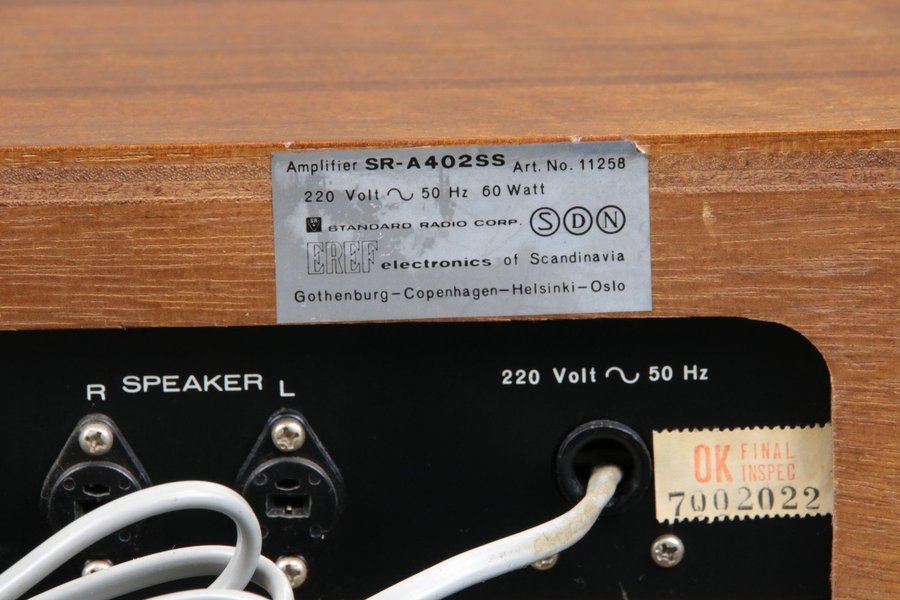 Amplifier SR-A402SS Art. No. 11258
220 Volt ~ 50 Hz 60 Watt
SR STANDARD RADIO CORP. S D N
EREF electronics of Scandinavia
Gothenburg-Copenhagen-Helsinki-Oslo
R SPEAKER L
220 Volt ~ 50 Hz
OK FINAL
INSPEC
7002022